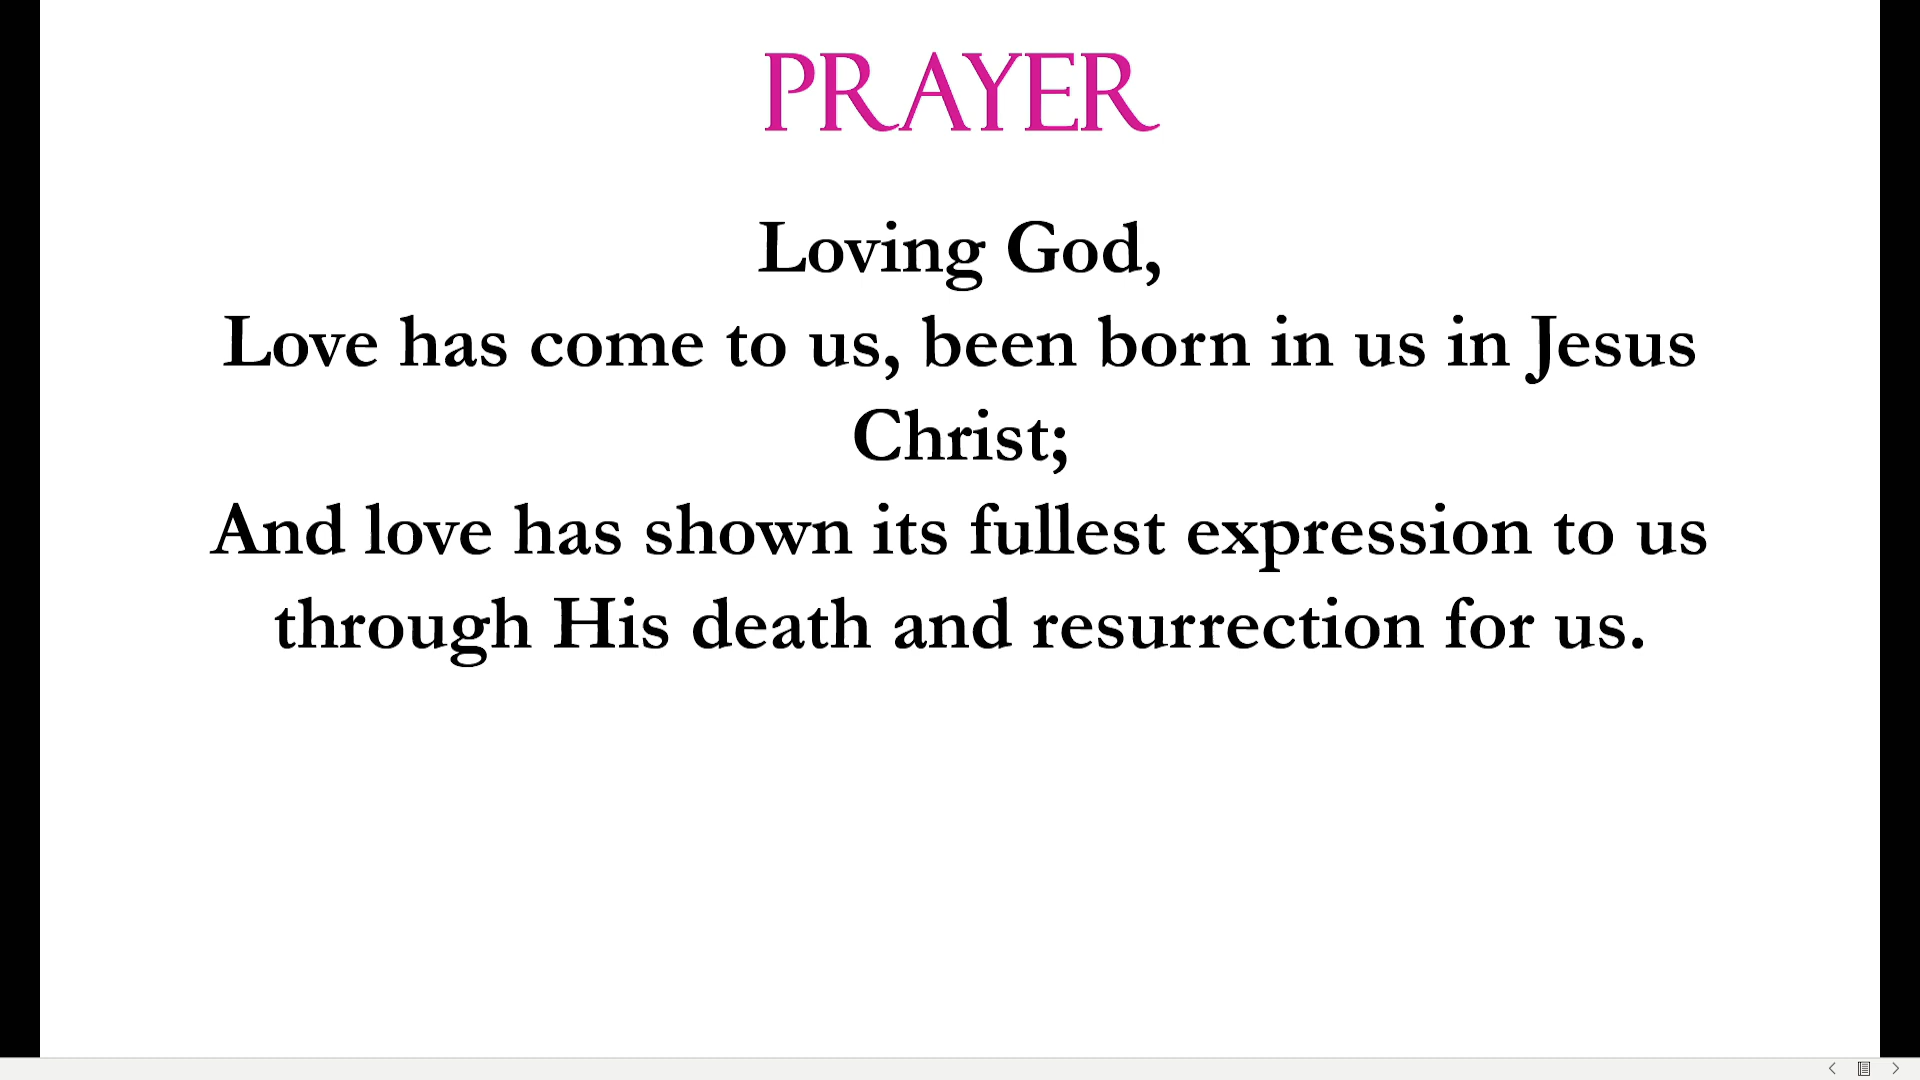 PRAYER
Loving God,
Love has come to us, been born in us in Jesus
Christ;
And love has shown its fullest expression to us
through His death and resurrection for us.